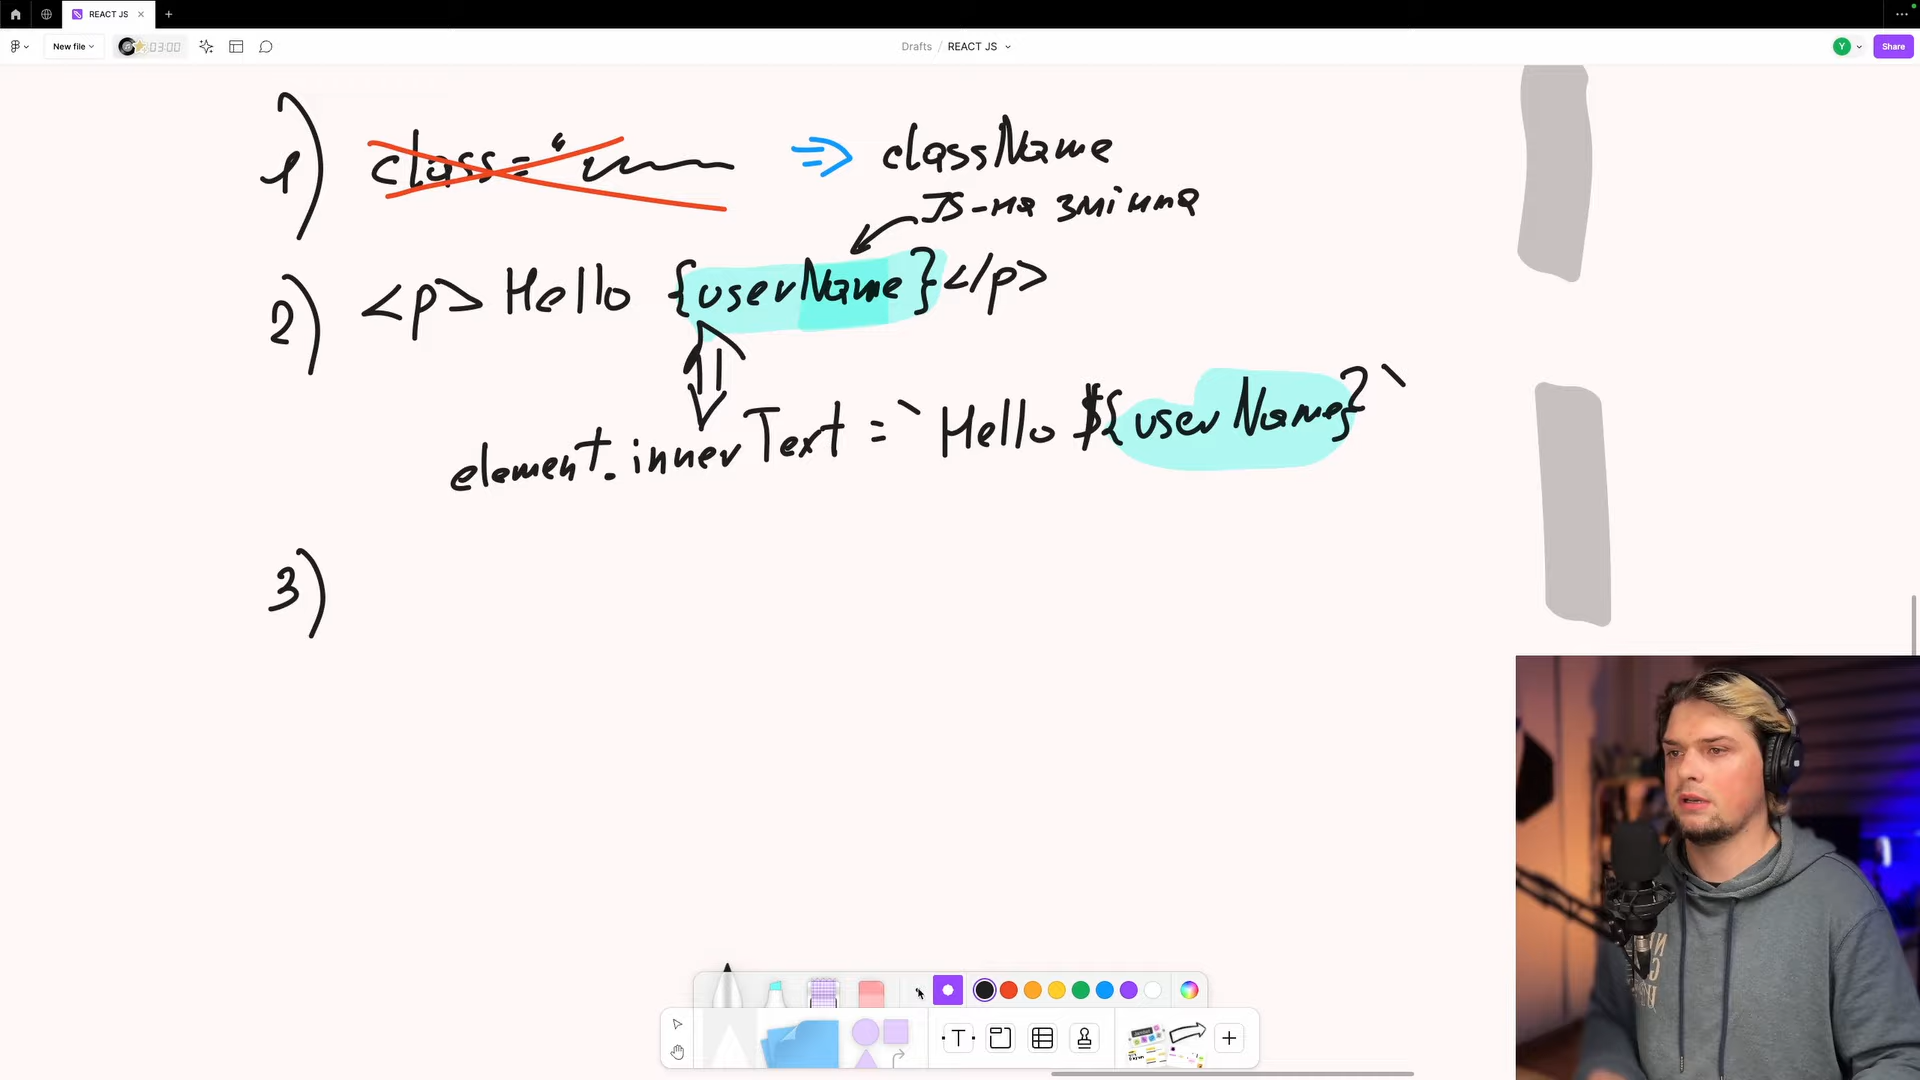 REACT JS
New file
03:00
Drafts / REACT JS
Y
Share
1) class = “ ⇒ className
JS-на змінна
2) <p> Hello {userName}</p>
element.innerText = `Hello ${userName}`
3)
T